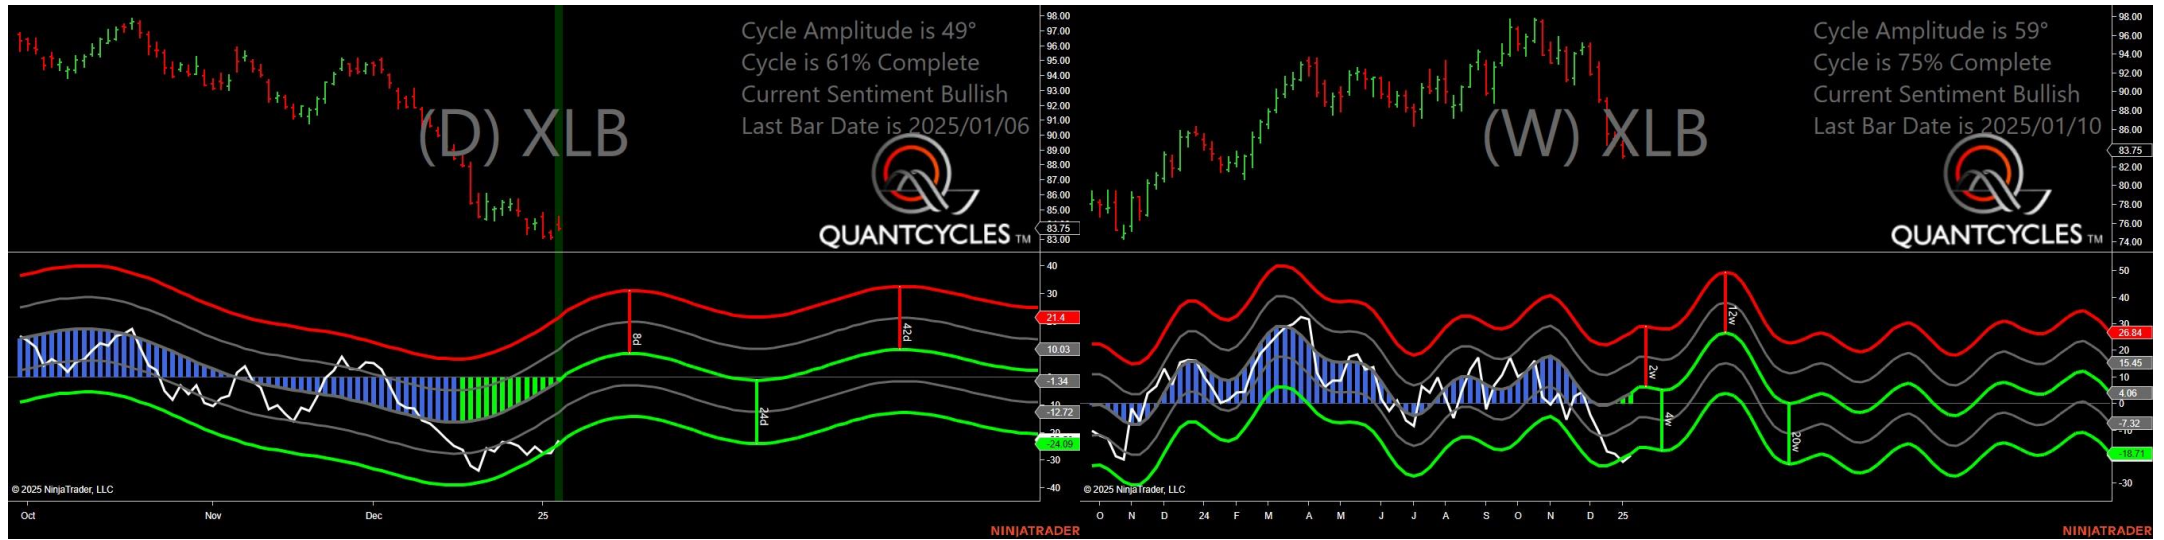 Cycle Amplitude is 49°
Cycle is 61% Complete
Current Sentiment Bullish
Last Bar Date is 2025/01/06
(D) XLB
QUANTCYCLES TM
98.00
97.00
96.00
95.00
94.00
93.00
92.00
91.00
90.00
89.00
88.00
87.00
86.00
85.00
83.75
83.00
40
30
21.4
10.03
-1.34
-12.72
-24.09
-30
-40
8d
24d
42d
© 2025 NinjaTrader, LLC
Oct
Nov
Dec
25
NINJATRADER
Cycle Amplitude is 59°
Cycle is 75% Complete
Current Sentiment Bullish
Last Bar Date is 2025/01/10
(W) XLB
QUANTCYCLES TM
98.00
96.00
94.00
92.00
90.00
88.00
86.00
83.75
82.00
80.00
78.00
76.00
74.00
50
40
30
26.84
20
15.45
10
4.06
0
-7.32
-10
-18.71
-30
2w
4w
12w
20w
© 2025 NinjaTrader, LLC
O N D 24 F M A M J J A S O N D 25
NINJATRADER